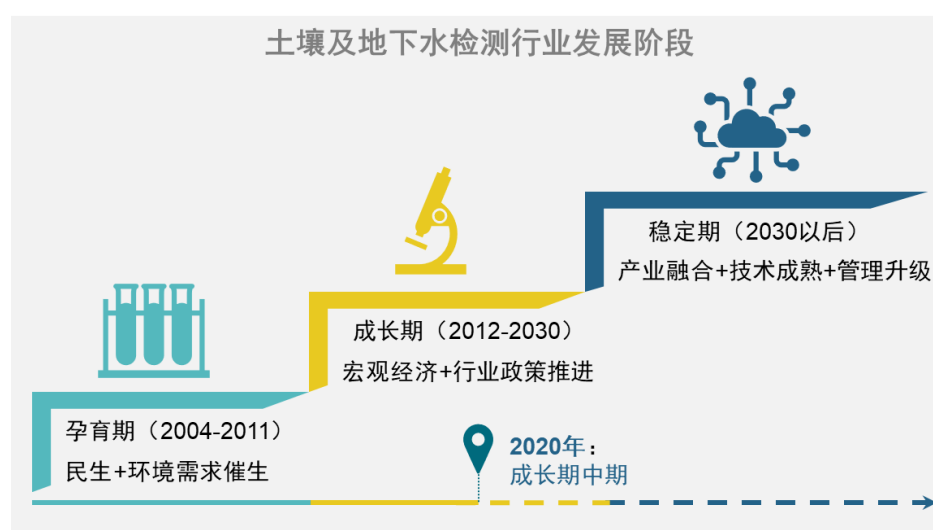 土壤及地下水检测行业发展阶段
稳定期（2030以后）
产业融合+技术成熟+管理升级
成长期（2012-2030）
宏观经济+行业政策推进
孕育期（2004-2011）
民生+环境需求催生
2020年：
成长期中期